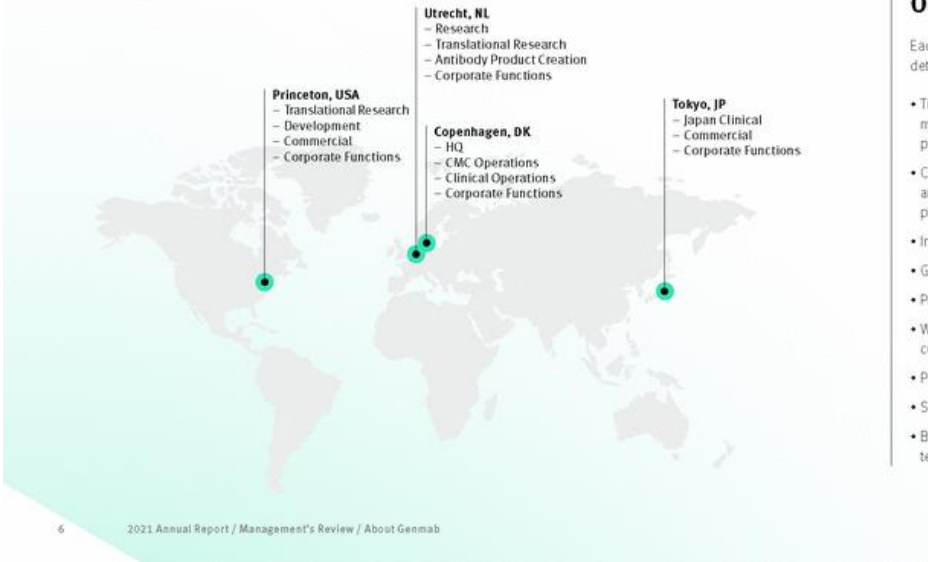 Utrecht, NL
– Research
– Translational Research
– Antibody Product Creation
– Corporate Functions
Princeton, USA
– Translational Research
– Development
– Commercial
– Corporate Functions
Copenhagen, DK
– HQ
– CMC Operations
– Clinical Operations
– Corporate Functions
Tokyo, JP
– Japan Clinical
– Commercial
– Corporate Functions
6 2021 Annual Report / Management's Review / About Genmab